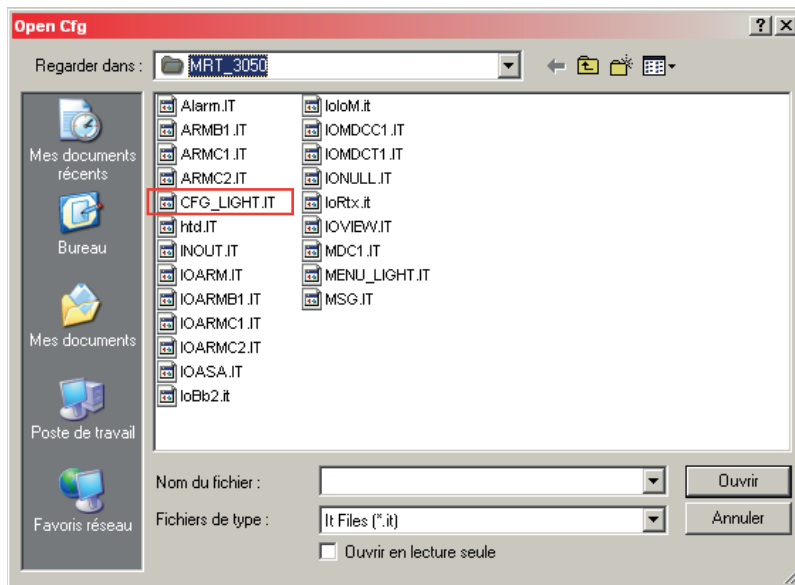 Open Cfg
Regarder dans :
MRT_3050
Mes documents
récents
Bureau
Mes documents
Poste de travail
Favoris réseau
Alarm.IT
ARMB1.IT
ARMC1.IT
ARMC2.IT
CFG_LIGHT.IT
htd.IT
INOUT.IT
IOARM.IT
IOARMB1.IT
IOARMC1.IT
IOARMC2.IT
IOASA.IT
IoBb2.it
IoIoM.it
IOMDCC1.IT
IOMDCT1.IT
IONULL.IT
IoRtx.it
IOVIEW.IT
MDC1.IT
MENU_LIGHT.IT
MSG.IT
Nom du fichier :
Ouvrir
Fichiers de type :
It Files (*.it)
Annuler
Ouvrir en lecture seule